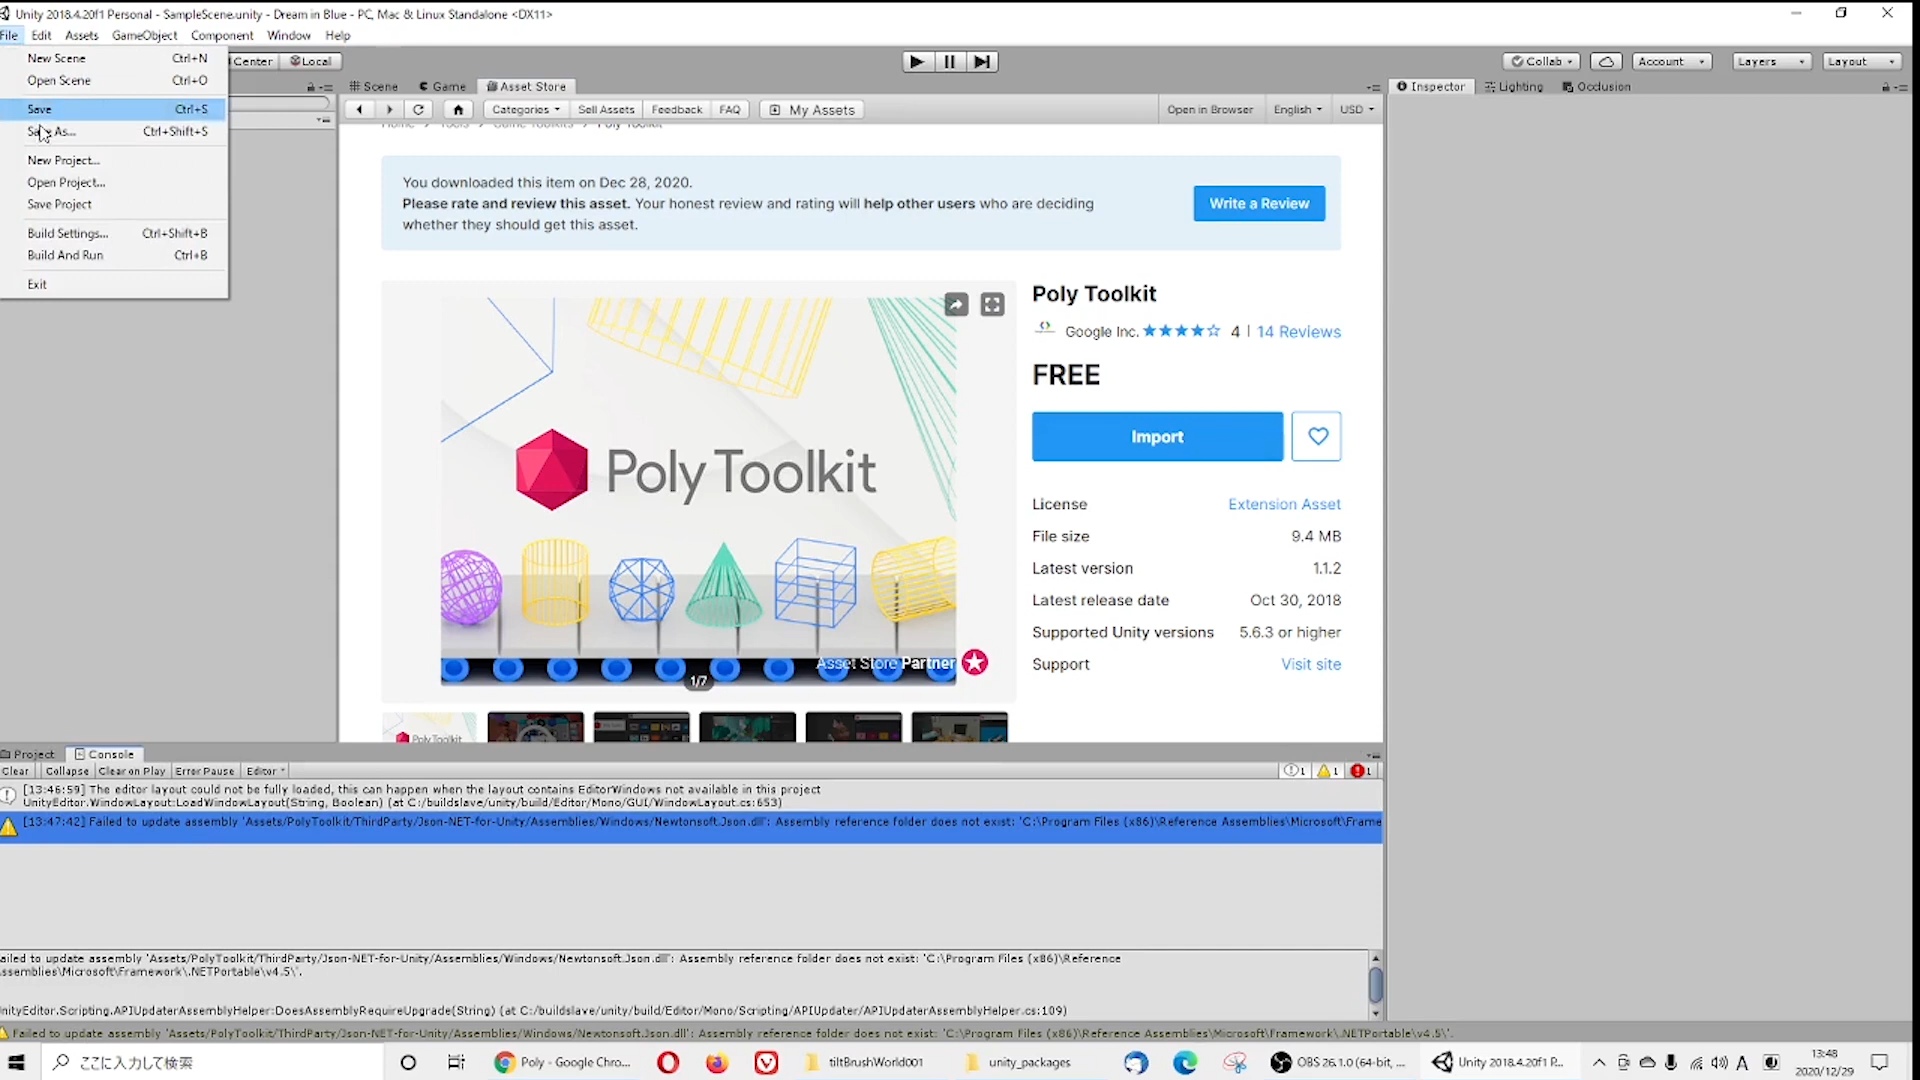 Unity 2018.4.20f1 Personal - SampleScene.unity - Dream in Blue - PC, Mac & Linux Standalone <DX11>
File Edit Assets GameObject Component Window Help
New Scene Ctrl+N
Open Scene Ctrl+O
Save Ctrl+S
Save As... Ctrl+Shift+S
New Project...
Open Project...
Save Project
Build Settings... Ctrl+Shift+B
Build And Run Ctrl+B
Exit
Center Local
Collab Account Layers Layout
Scene Game Asset Store
Inspector Lighting Occlusion
Categories Sell Assets Feedback FAQ My Assets Open in Browser English USD
Home > Tools > Game Toolkits > Poly Toolkit
You downloaded this item on Dec 28, 2020.
Please rate and review this asset. Your honest review and rating will help other users who are deciding
whether they should get this asset.
Write a Review
Poly Toolkit
Asset Store Partner
1/7
Poly Toolkit
Poly Toolkit
Google Inc. 4 | 14 Reviews
FREE
Import
License Extension Asset
File size 9.4 MB
Latest version 1.1.2
Latest release date Oct 30, 2018
Supported Unity versions 5.6.3 or higher
Support Visit site
Project Console
Clear Collapse Clear on Play Error Pause Editor 1 1 1
[13:46:59] The editor layout could not be fully loaded, this can happen when the layout contains EditorWindows not available in this project
UnityEditor.WindowLayout:LoadWindowLayout(String, Boolean) (at C:/buildslave/unity/build/Editor/Mono/GUI/WindowLayout.cs:653)
[13:47:42] Failed to update assembly 'Assets/PolyToolkit/ThirdParty/Json-NET-for-Unity/Assemblies/Windows/Newtonsoft.Json.dll': Assembly reference folder does not exist: 'C:\Program Files (x86)\Reference Assemblies\Microsoft\Frame
ailed to update assembly 'Assets/PolyToolkit/ThirdParty/Json-NET-for-Unity/Assemblies/Windows/Newtonsoft.Json.dll': Assembly reference folder does not exist: 'C:\Program Files (x86)\Reference
ssemblies\Microsoft\Framework\.NETPortable\v4.5\'.
nityEditor.Scripting.APIUpdaterAssemblyHelper:DoesAssemblyRequireUpgrade(String) (at C:/buildslave/unity/build/Editor/Mono/Scripting/APIUpdater/APIUpdaterAssemblyHelper.cs:109)
Failed to update assembly 'Assets/PolyToolkit/ThirdParty/Json-NET-for-Unity/Assemblies/Windows/Newtonsoft.Json.dll': Assembly reference folder does not exist: 'C:\Program Files (x86)\Reference Assemblies\Microsoft\Framework\.NETPortable\v4.5\'.
ここに入力して検索
Poly - Google Chro...
tiltBrushWorld001
unity_packages
OBS 26.1.0 (64-bit, ...
Unity 2018.4.20f1 P...
A
13:48
2020/12/29